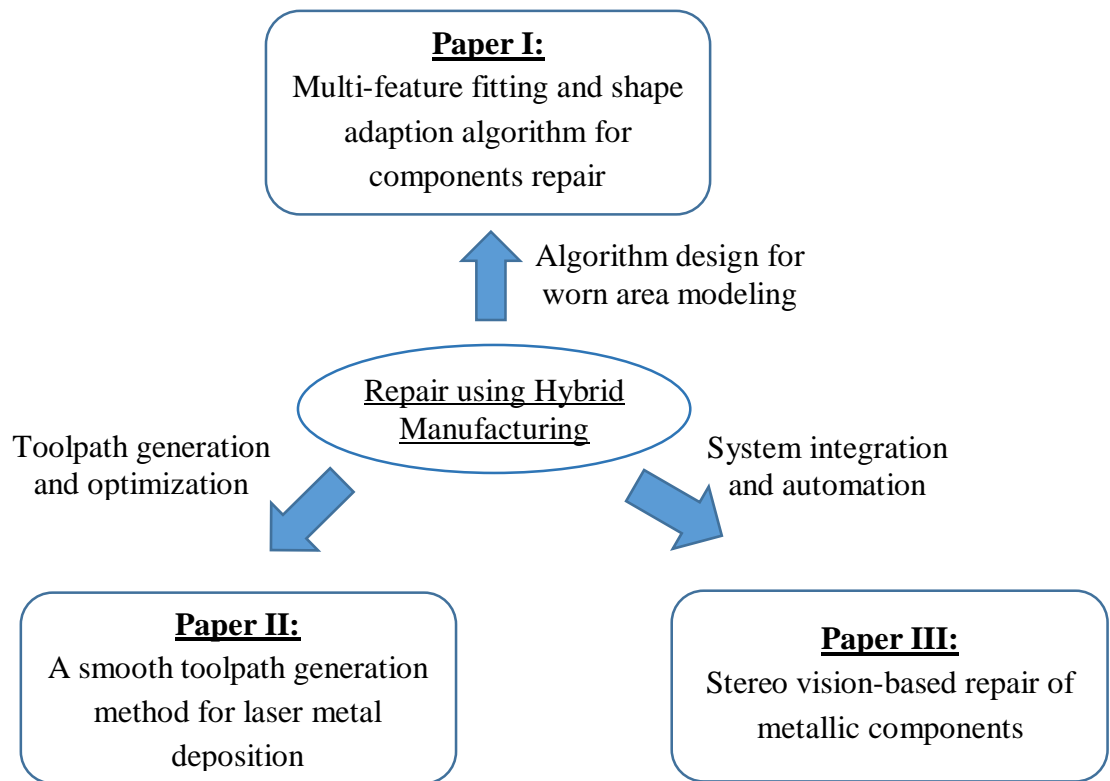 Paper I:
Multi-feature fitting and shape
adaption algorithm for
components repair
Algorithm design for
worn area modeling
Repair using Hybrid
Manufacturing
Toolpath generation
and optimization
System integration
and automation
Paper II:
A smooth toolpath generation
method for laser metal
deposition
Paper III:
Stereo vision-based repair of
metallic components